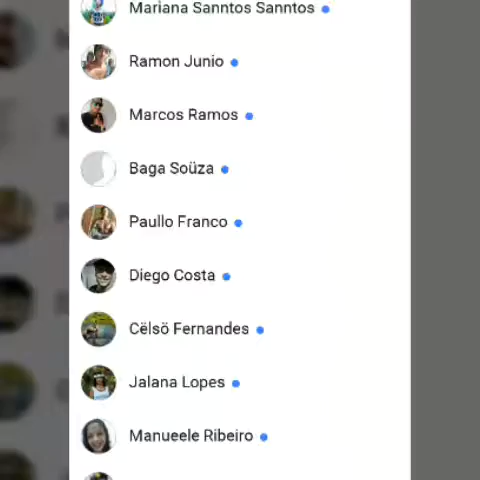 Mariana Sanntos Sanntos
Ramon Junio
Marcos Ramos
Baga Soüza
Paullo Franco
Diego Costa
Cëlsö Fernandes
Jalana Lopes
Manueele Ribeiro